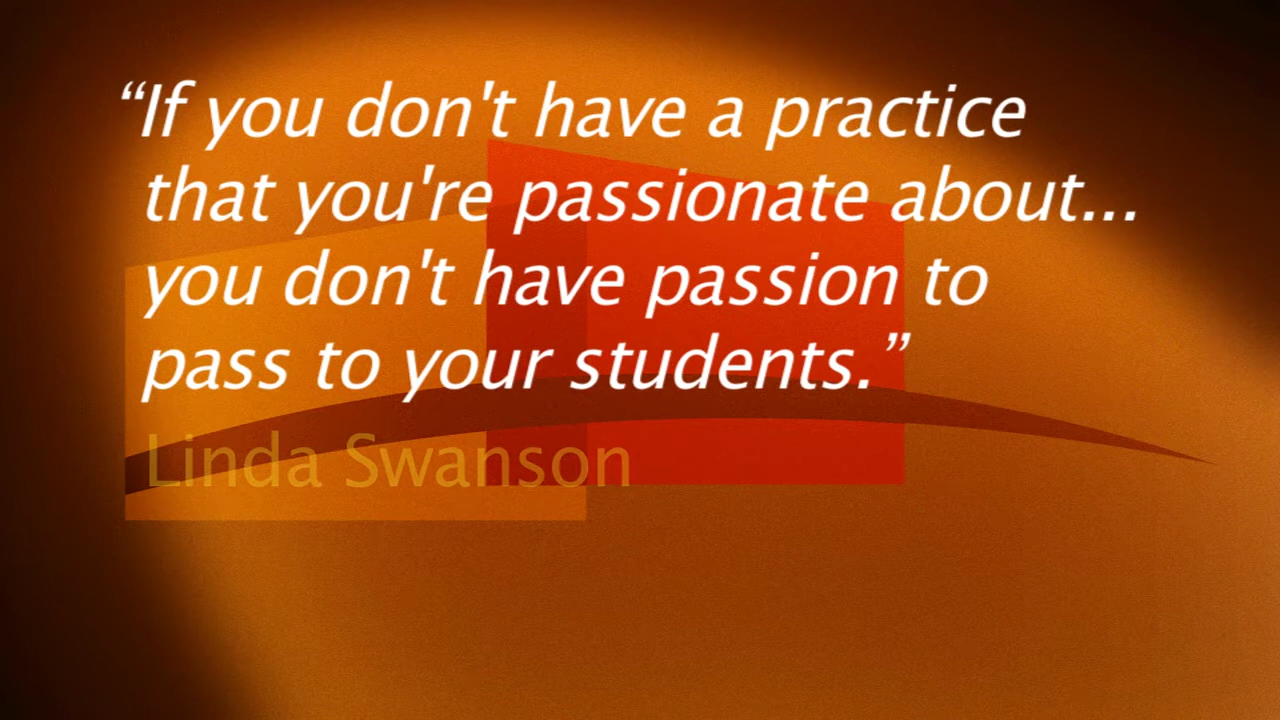 “If you don't have a practice
that you're passionate about...
you don't have passion to
pass to your students.”
Linda Swanson